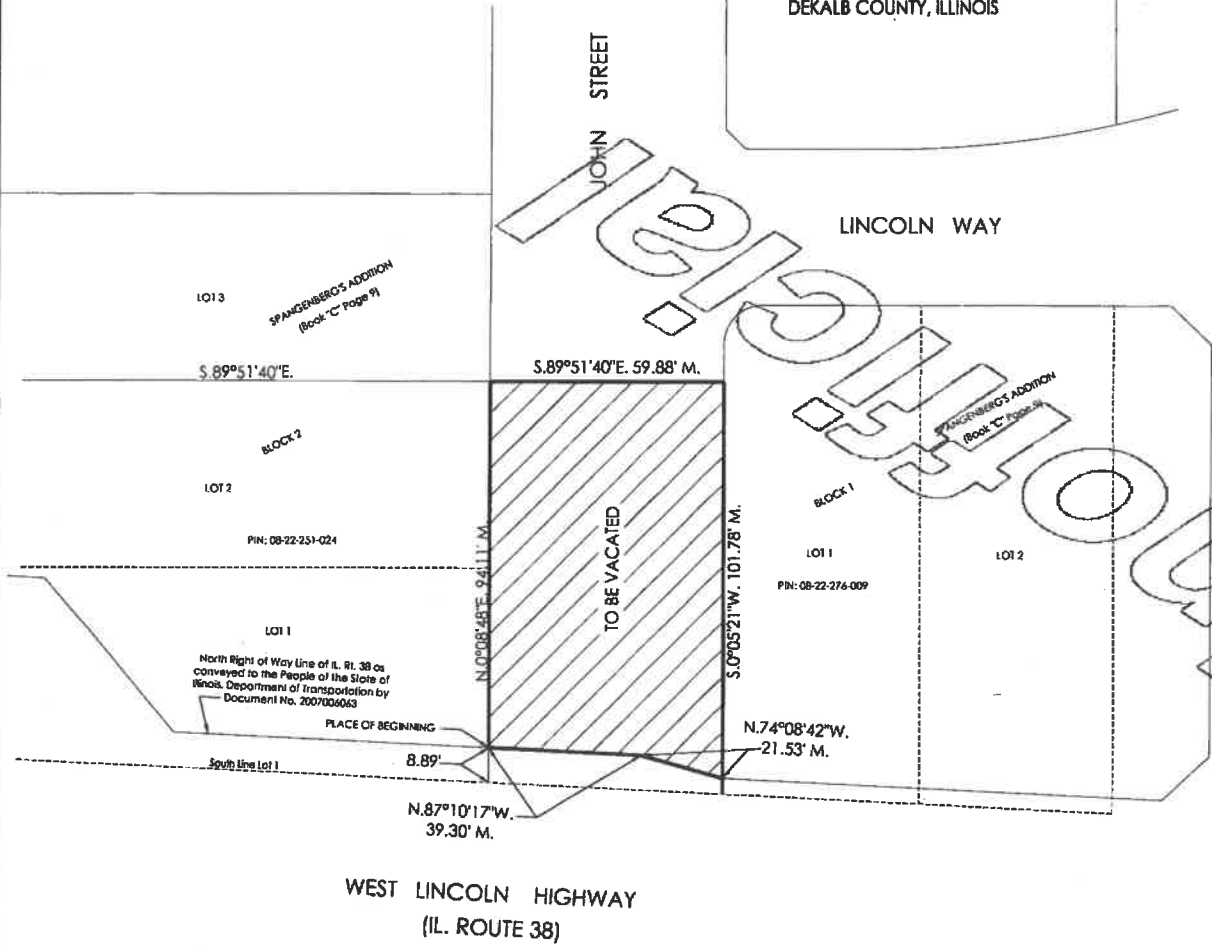 DEKALB COUNTY, ILLINOIS
JOHN STREET
LINCOLN WAY
LOT 3
SPANGENBERG'S ADDITION
(Book "C" Page 9)
S.89°51'40"E.
S.89°51'40"E. 59.88' M.
SPANGENBERG'S ADDITION
(Book "C" Page 9)
BLOCK 2
LOT 2
PIN: 08-22-251-024
N.0°08'48"E. 94.11' M.
TO BE VACATED
S.0°05'21"W. 101.78' M.
BLOCK 1
LOT 1
PIN: 08-22-276-009
LOT 2
LOT 1
North Right of Way Line of IL. Rt. 38 as
conveyed to the People of the State of
Illinois, Department of Transportation by
Document No. 2007006063
PLACE OF BEGINNING
South Line Lot 1
8.89'
N.74°08'42"W.
21.53' M.
N.87°10'17"W.
39.30' M.
WEST LINCOLN HIGHWAY
(IL. ROUTE 38)